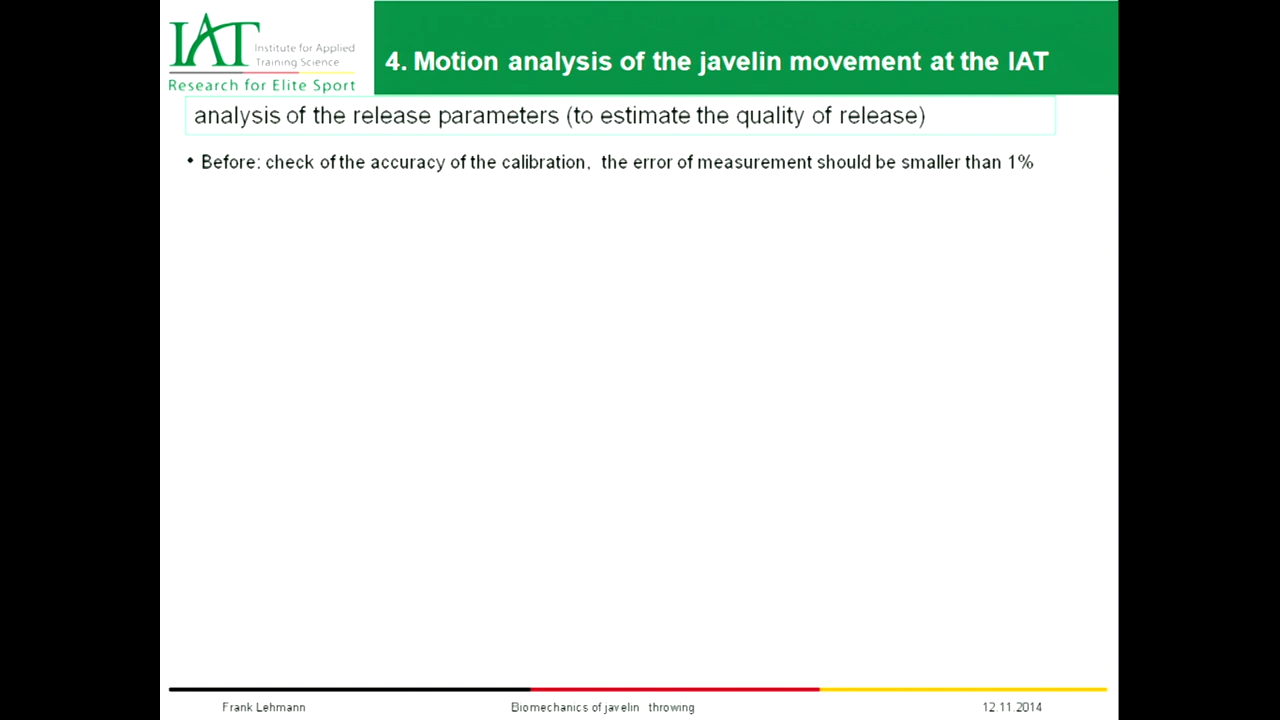 IAT
Institute for Applied
Training Science
Research for Elite Sport
4. Motion analysis of the javelin movement at the IAT
analysis of the release parameters (to estimate the quality of release)
• Before: check of the accuracy of the calibration, the error of measurement should be smaller than 1%
Frank Lehmann
Biomechanics of javelin throwing
12.11.2014